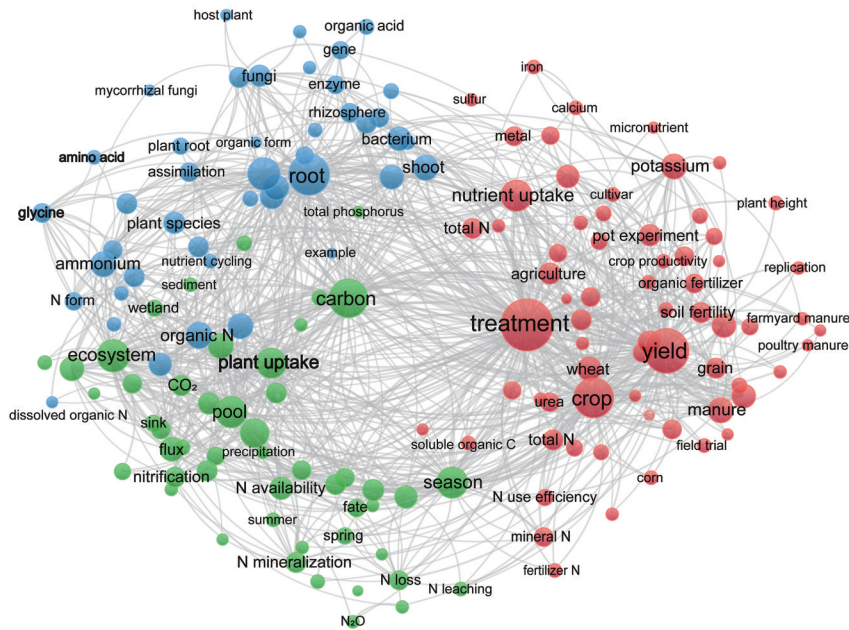 host plant
organic acid
gene
fungi
iron
enzyme
mycorrhizal fungi
sulfur
calcium
rhizosphere
micronutrient
plant root
organic form
bacterium
metal
amino acid
potassium
assimilation
root
shoot
nutrient uptake
cultivar
plant height
glycine
total phosphorus
plant species
total N
pot experiment
example
nutrient cycling
ammonium
crop productivity
replication
sediment
agriculture
organic fertilizer
N form
carbon
wetland
soil fertility
farmyard manure
treatment
organic N
poultry manure
ecosystem
plant uptake
yield
wheat
grain
CO₂
dissolved organic N
pool
urea
crop
manure
sink
precipitation
soluble organic C
total N
field trial
flux
nitrification
season
corn
N availability
N use efficiency
fate
summer
spring
mineral N
N mineralization
fertilizer N
N loss
N leaching
N₂O